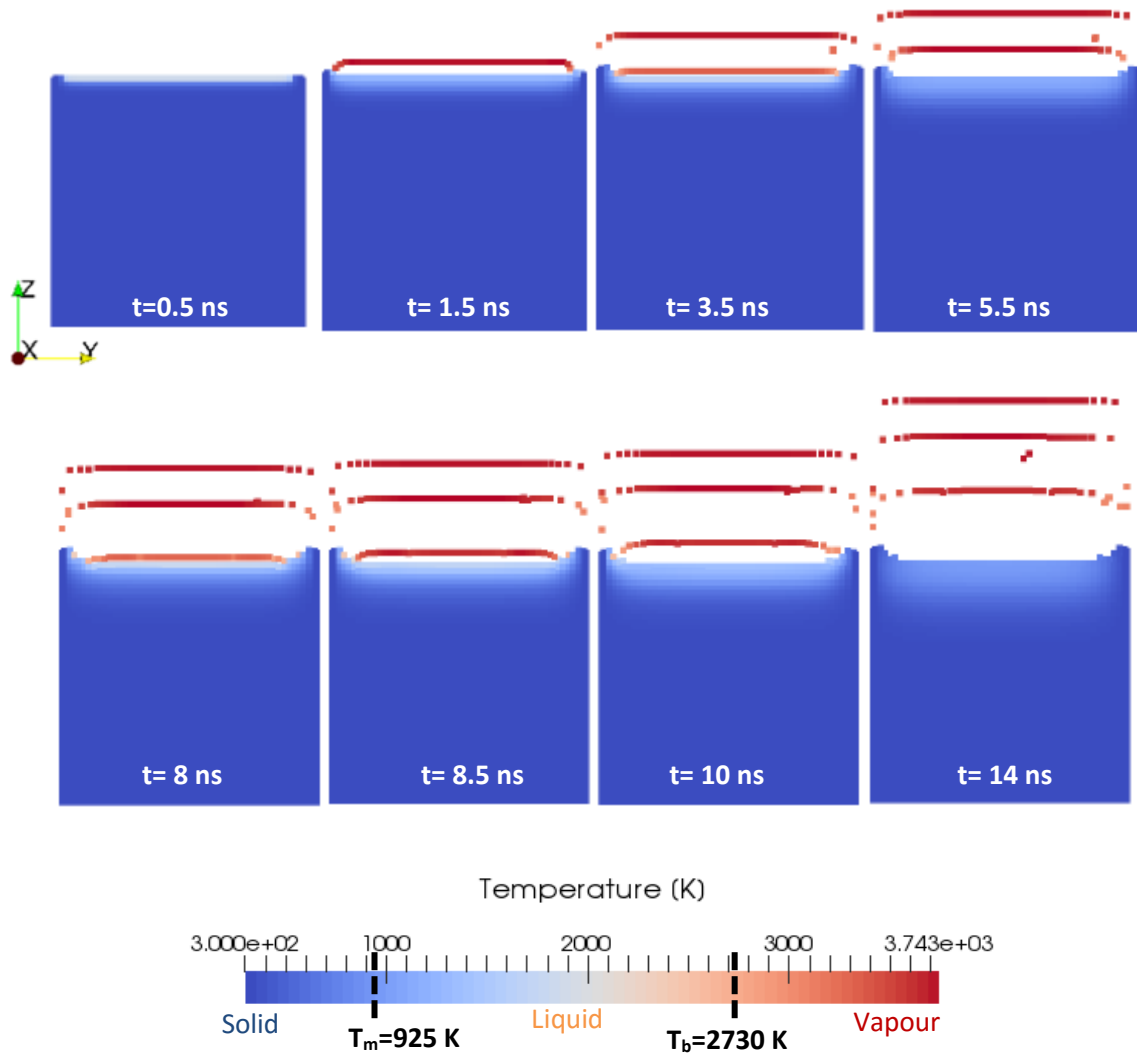 t=0.5 ns
t= 1.5 ns
t= 3.5 ns
t= 5.5 ns
Z
X
Y
t= 8 ns
t= 8.5 ns
t= 10 ns
t= 14 ns
Temperature (K)
3.000e+02 1000 2000 3000 3.743e+03
Solid Liquid Vapour
Tm=925 K Tb=2730 K